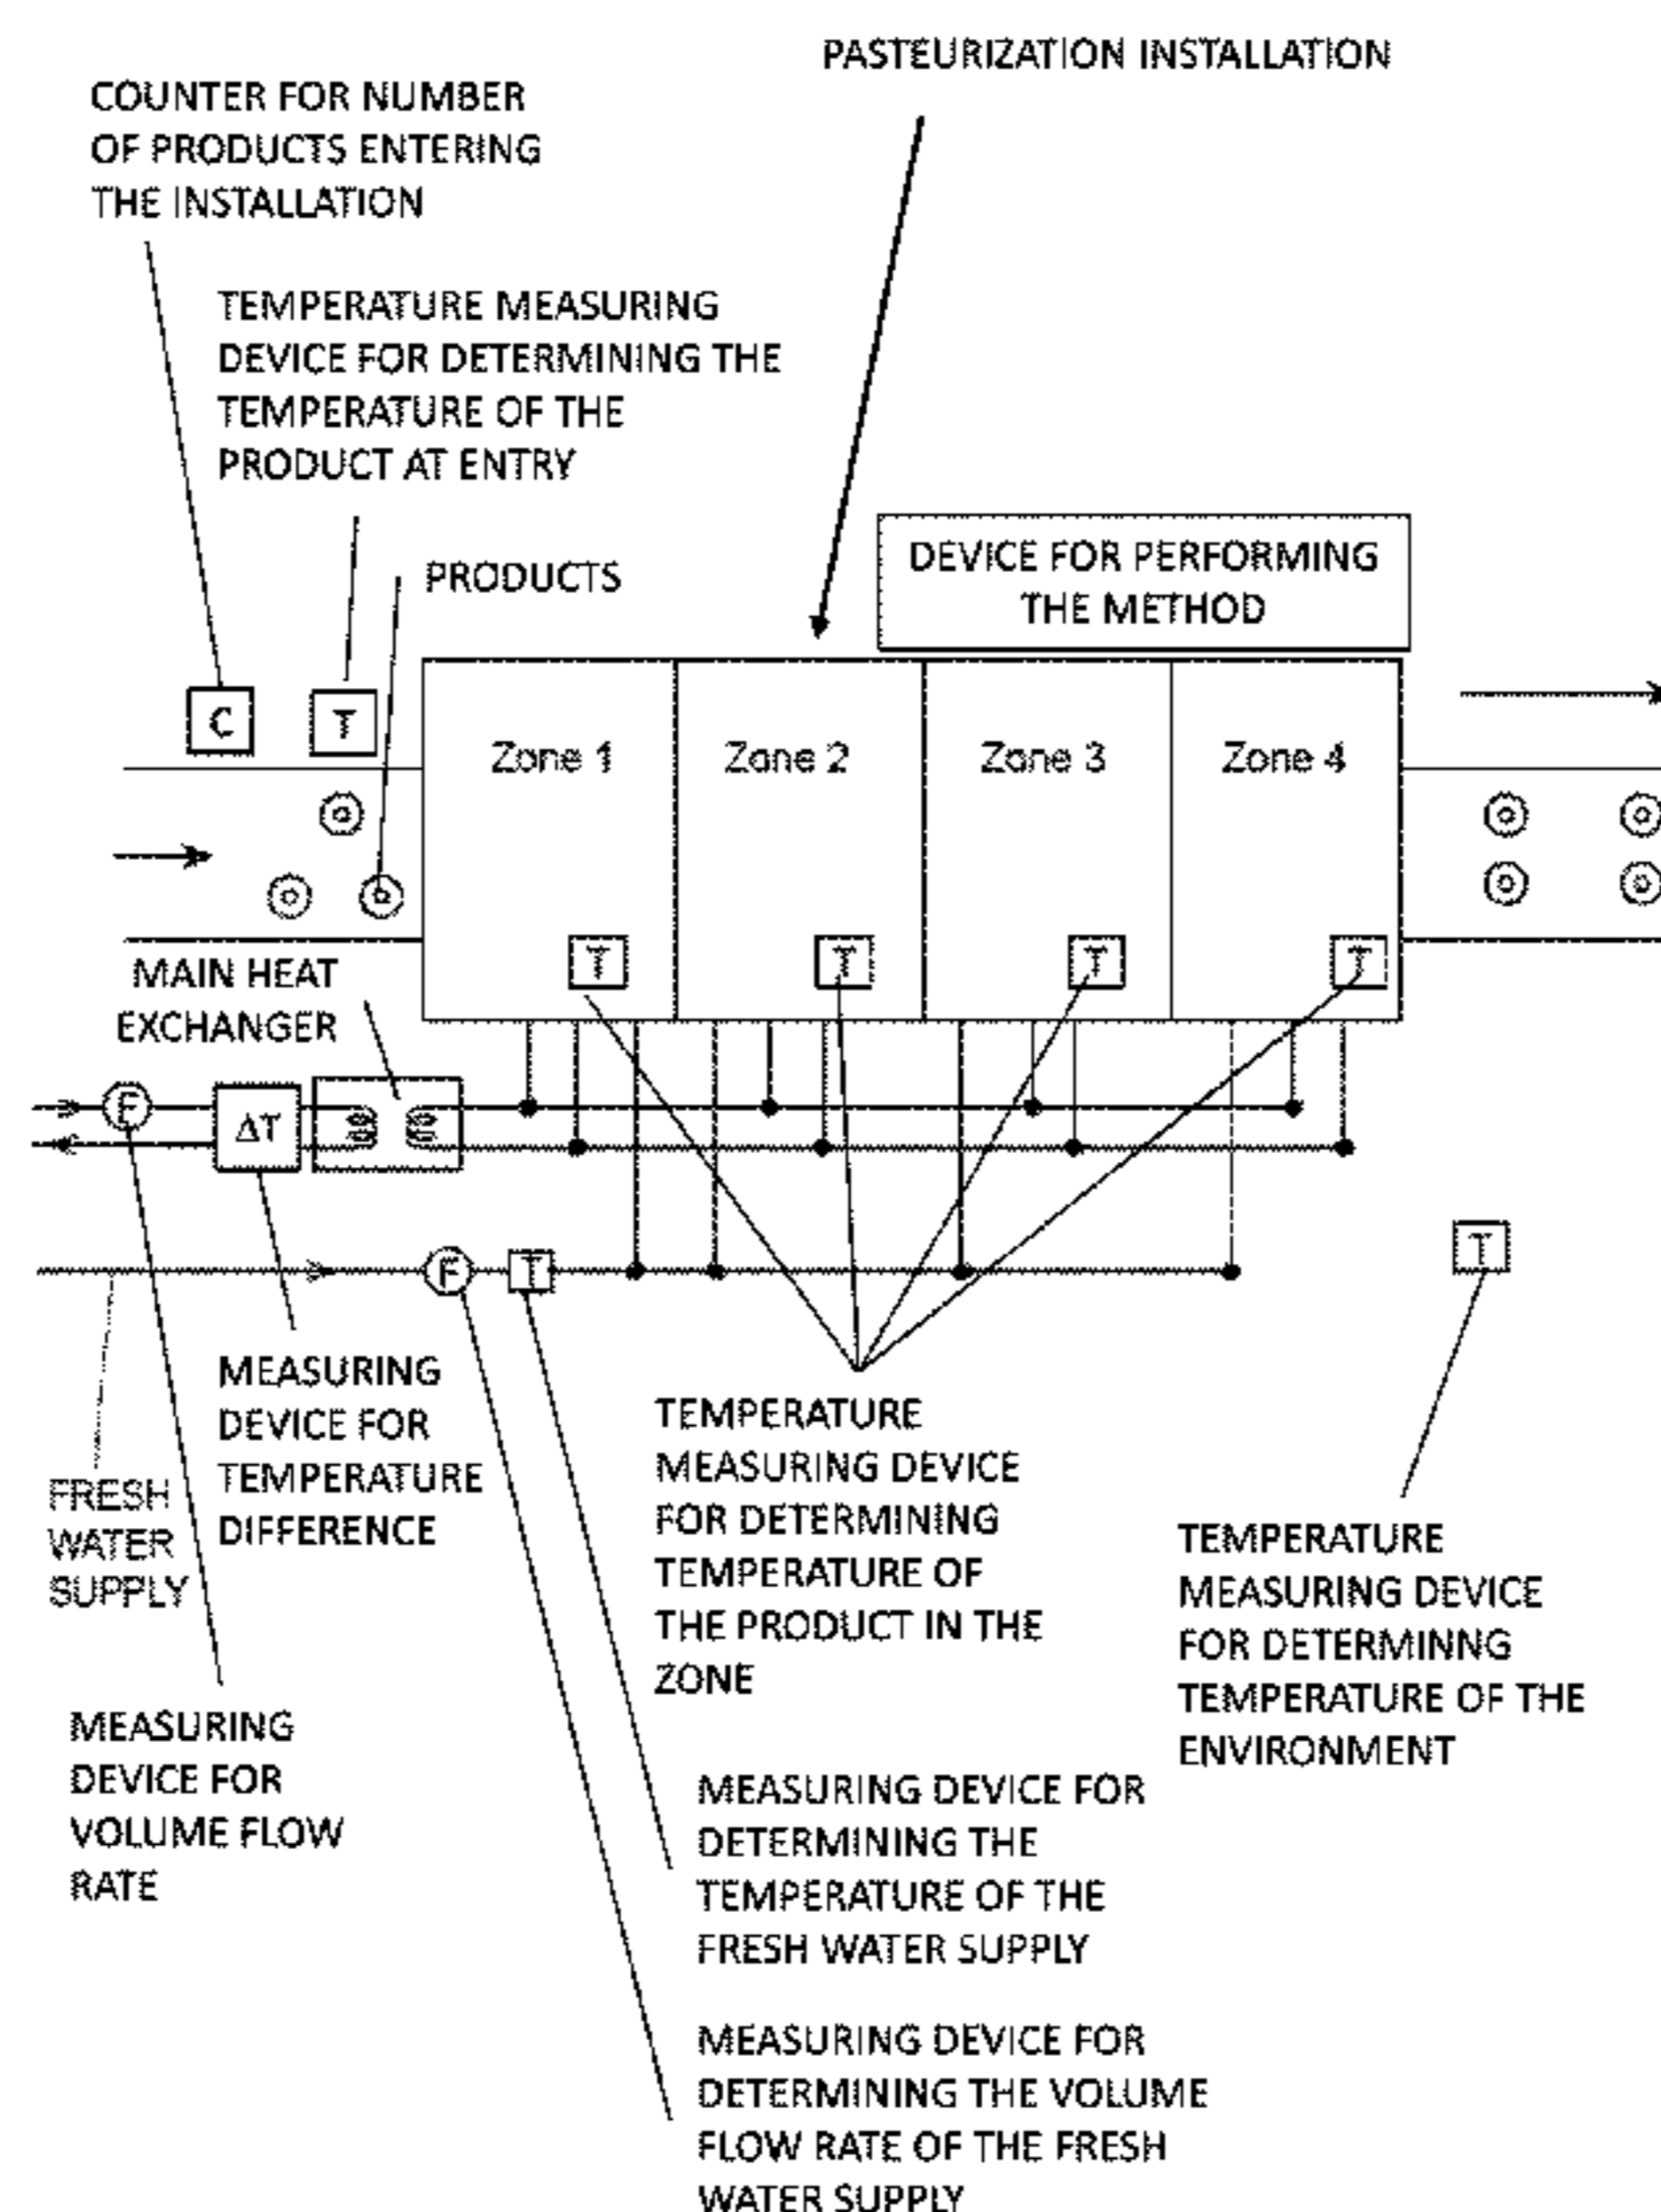 PASTEURIZATION INSTALLATION
COUNTER FOR NUMBER
OF PRODUCTS ENTERING
THE INSTALLATION
TEMPERATURE MEASURING
DEVICE FOR DETERMINING THE
TEMPERATURE OF THE
PRODUCT AT ENTRY
PRODUCTS
DEVICE FOR PERFORMING
THE METHOD
C
T
Zone 1
Zone 2
Zone 3
Zone 4
T
T
T
T
MAIN HEAT
EXCHANGER
F
ΔT
F
T
T
FRESH
WATER
SUPPLY
MEASURING
DEVICE FOR
TEMPERATURE
DIFFERENCE
TEMPERATURE
MEASURING DEVICE
FOR DETERMINING
TEMPERATURE OF
THE PRODUCT IN THE
ZONE
TEMPERATURE
MEASURING DEVICE
FOR DETERMINNG
TEMPERATURE OF THE
ENVIRONMENT
MEASURING
DEVICE FOR
VOLUME FLOW
RATE
MEASURING DEVICE FOR
DETERMINING THE
TEMPERATURE OF THE
FRESH WATER SUPPLY
MEASURING DEVICE FOR
DETERMINING THE VOLUME
FLOW RATE OF THE FRESH
WATER SUPPLY